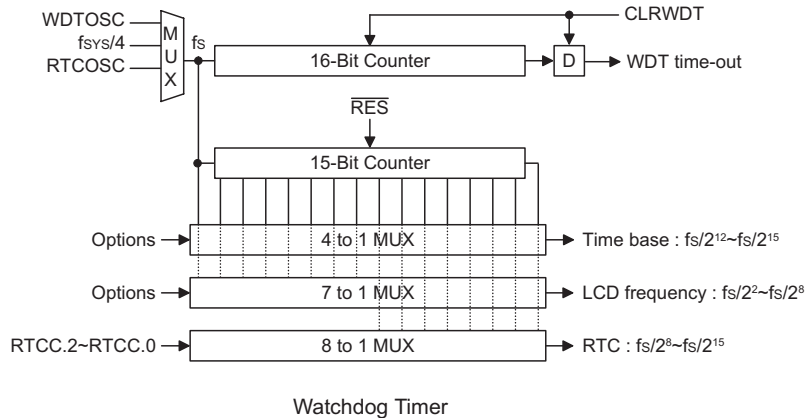 WDTOSC
fSYS/4
RTCOSC
MUX
fS
16-Bit Counter
CLRWDT
D
WDT time-out
RES
15-Bit Counter
Options
4 to 1 MUX
Time base : fS/2¹²~fS/2¹⁵
Options
7 to 1 MUX
LCD frequency : fS/2²~fS/2⁸
RTCC.2~RTCC.0
8 to 1 MUX
RTC : fS/2⁸~fS/2¹⁵
Watchdog Timer